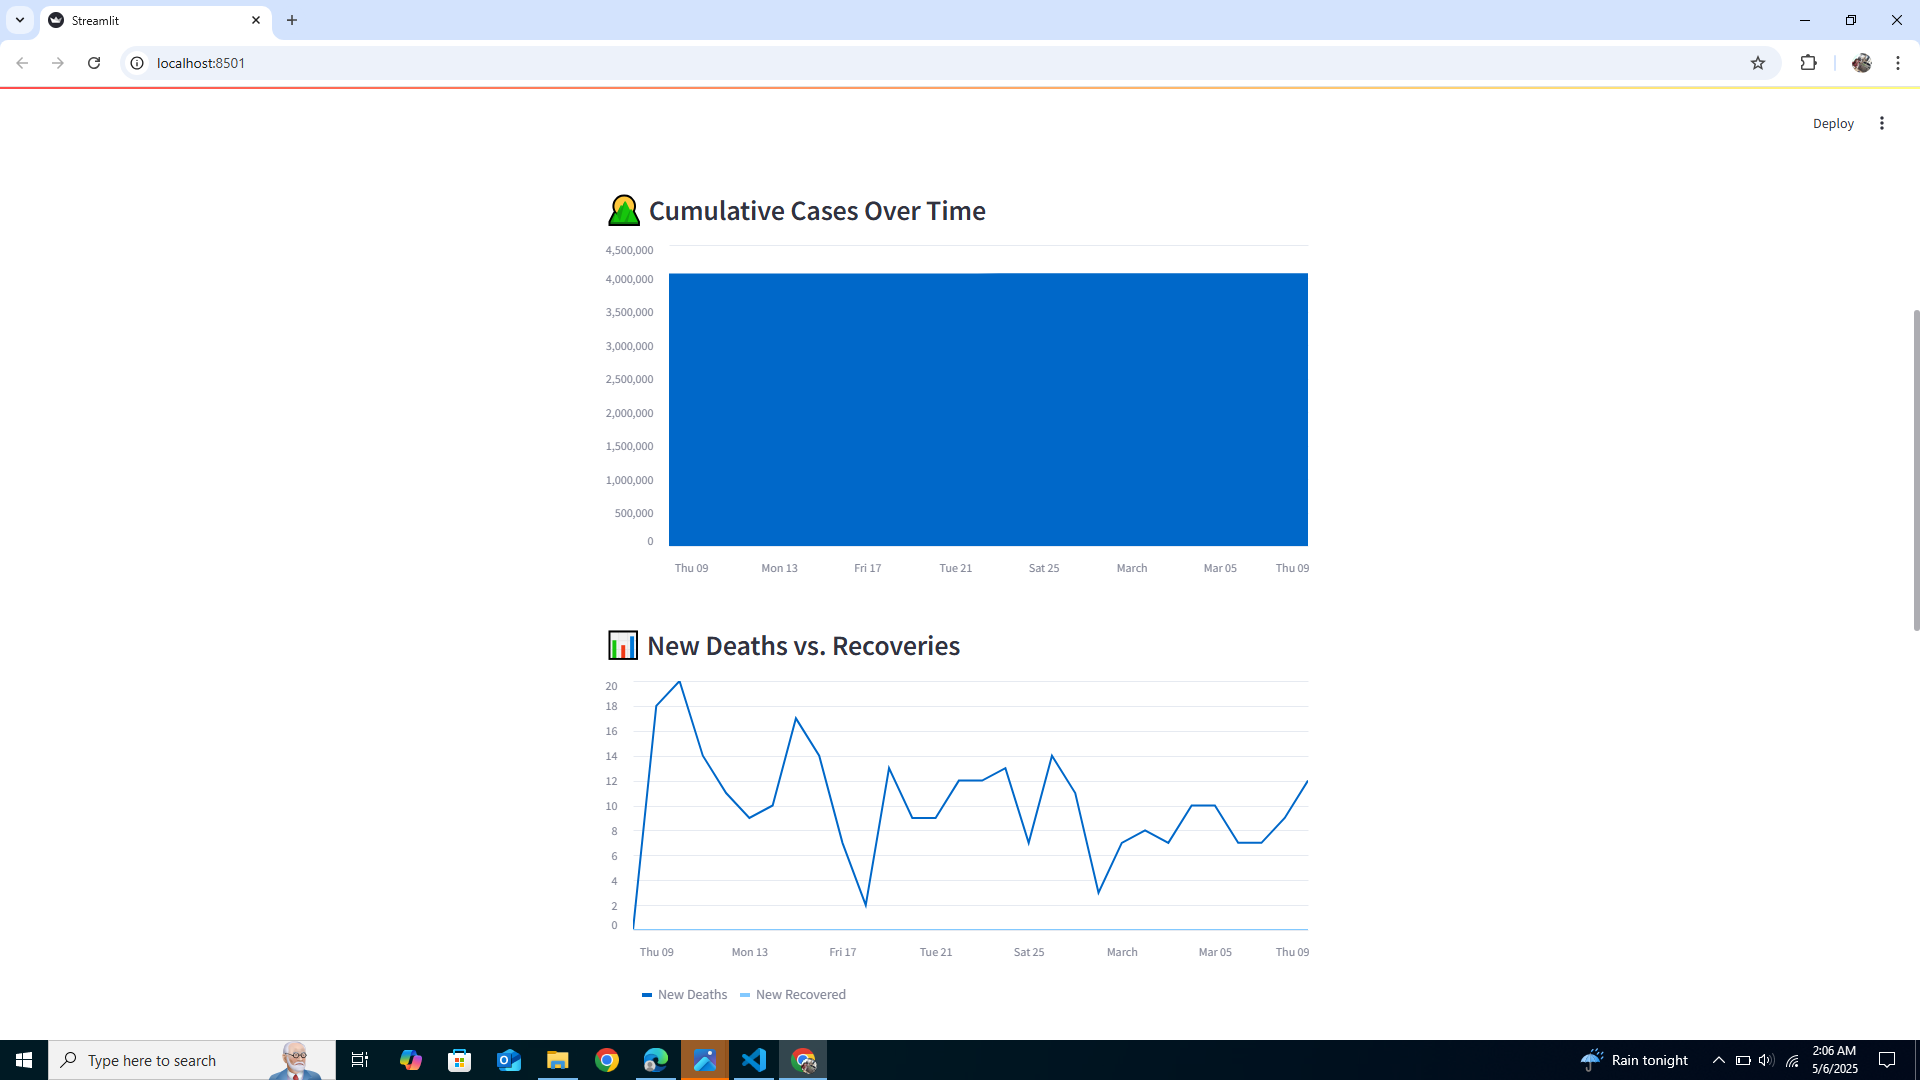 Streamlit
localhost:8501
Deploy
Cumulative Cases Over Time
4,500,000
4,000,000
3,500,000
3,000,000
2,500,000
2,000,000
1,500,000
1,000,000
500,000
0
Thu 09 Mon 13 Fri 17 Tue 21 Sat 25 March Mar 05 Thu 09
New Deaths vs. Recoveries
20
18
16
14
12
10
8
6
4
2
0
Thu 09 Mon 13 Fri 17 Tue 21 Sat 25 March Mar 05 Thu 09
New Deaths New Recovered
Type here to search
Rain tonight
2:06 AM
5/6/2025